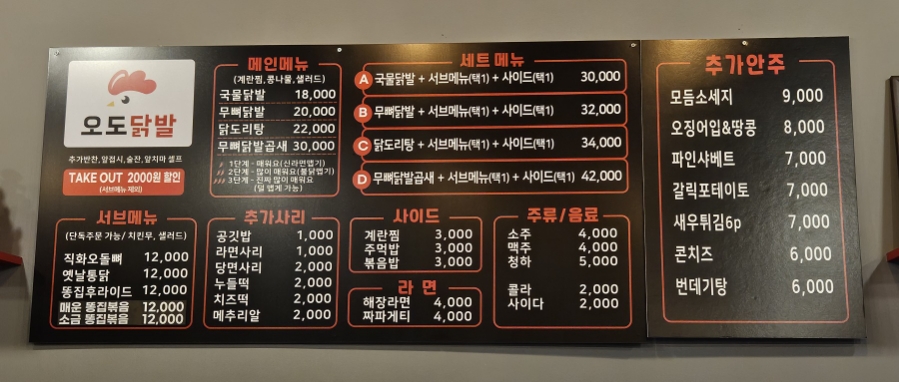 오도닭발
추가반찬, 앞접시, 술잔, 앞치마 셀프
TAKE OUT 2000원 할인
(서브메뉴 제외)
메인메뉴
(계란찜, 콩나물, 샐러드)
국물닭발 18,000
무뼈닭발 20,000
닭도리탕 22,000
무뼈닭발곱새 30,000
1단계 - 매워요(신라면맵기)
2단계 - 많이 매워요(불닭맵기)
3단계 - 진짜 많이 매워요
(덜 맵게 가능)
세트메뉴
A 국물닭발 + 서브메뉴(택1) + 사이드(택1) 30,000
B 무뼈닭발 + 서브메뉴(택1) + 사이드(택1) 32,000
C 닭도리탕 + 서브메뉴(택1) + 사이드(택1) 34,000
D 무뼈닭발곱새 + 서브메뉴(택1) + 사이드(택1) 42,000
서브메뉴
(단독주문 가능/ 치킨무, 샐러드)
직화오돌뼈 12,000
옛날통닭 12,000
똥집후라이드 12,000
매운 똥집볶음 12,000
소금 똥집볶음 12,000
추가사리
공깃밥 1,000
라면사리 1,000
당면사리 2,000
누들떡 2,000
치즈떡 2,000
메추리알 2,000
사이드
계란찜 3,000
주먹밥 3,000
볶음밥 3,000
라면
해장라면 4,000
짜파게티 4,000
주류/음료
소주 4,000
맥주 4,000
청하 5,000
콜라 2,000
사이다 2,000
추가안주
모듬소세지 9,000
오징어입&땅콩 8,000
파인샤베트 7,000
갈릭포테이토 7,000
새우튀김6p 7,000
콘치즈 6,000
번데기탕 6,000